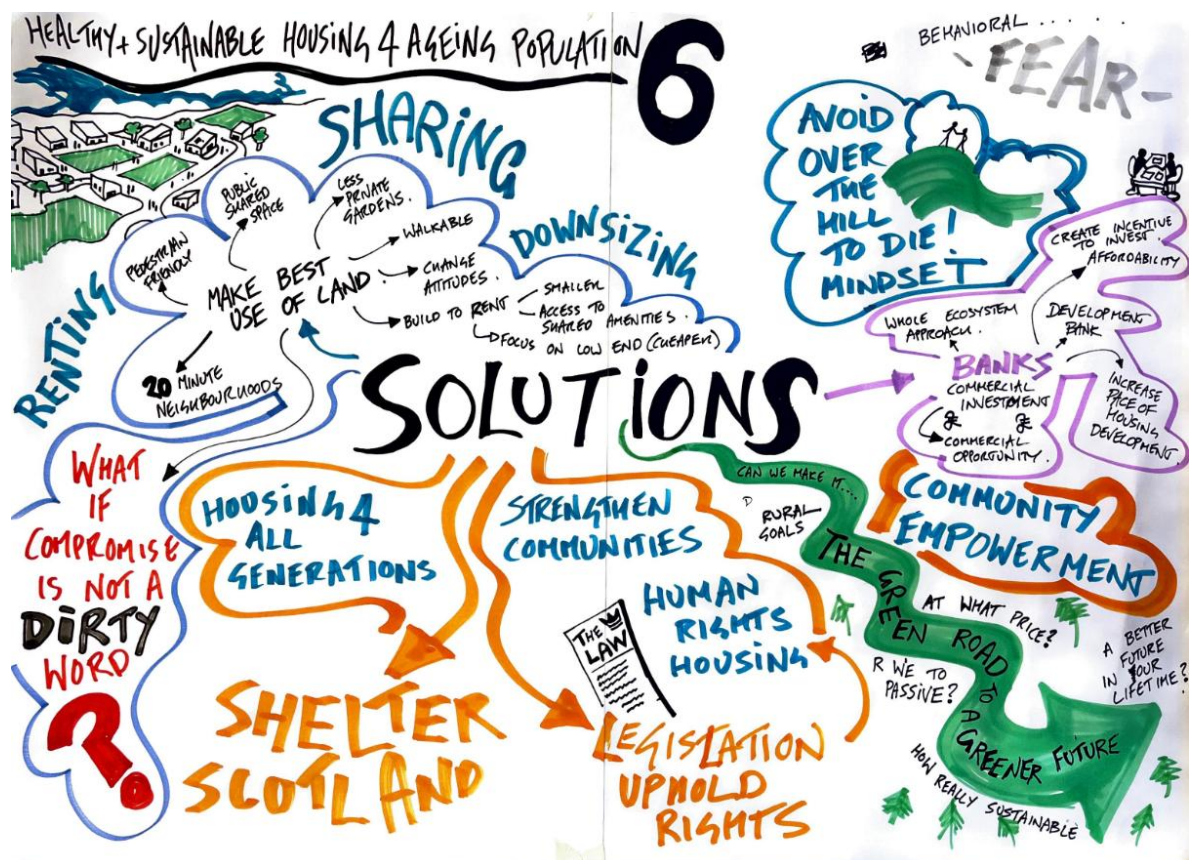 HEALTHY + SUSTAINABLE HOUSING 4 AGEING POPULATION
6
BEHAVIORAL ......
- FEAR -
SHARING
DOWNSIZING
RENTING
PUBLIC
SHARED
SPACE
LESS
PRIVATE
GARDENS.
PEDESTRIAN
FRIENDLY
WALKABLE
MAKE BEST
USE OF LAND.
CHANGE
ATTITUDES.
BUILD TO RENT
SMALLER
ACCESS TO
SHARED AMENITIES.
FOCUS ON LOW END (CHEAPER)
20 MINUTE
NEIGHBOURHOODS
AVOID
OVER
THE
HILL
TO DIE!
MINDSET
CREATE INCENTIVE
TO INVEST.
AFFORDABILITY
WHOLE ECOSYSTEM
APPROACH.
DEVELOPMENT
BANK
BANKS
COMMERCIAL
INVESTMENT
£ £
COMMERCIAL
OPPORTUNITY.
INCREASE
PACE OF
HOUSING
DEVELOPMENT.
SOLUTIONS
WHAT
IF
COMPROMISE
IS NOT A
DIRTY
WORD
?
HOUSING 4
ALL
GENERATIONS
SHELTER
SCOTLAND
STRENGTHEN
COMMUNITIES
HUMAN
RIGHTS
HOUSING
THE
LAW
LEGISLATION
UPHOLD
RIGHTS
COMMUNITY
EMPOWERMENT
CAN WE MAKE IT....
RURAL
GOALS
THE GREEN ROAD TO A GREENER FUTURE
AT WHAT PRICE?
R WE TO
PASSIVE?
A BETTER
FUTURE
IN YOUR
LIFETIME?
HOW REALLY SUSTAINABLE